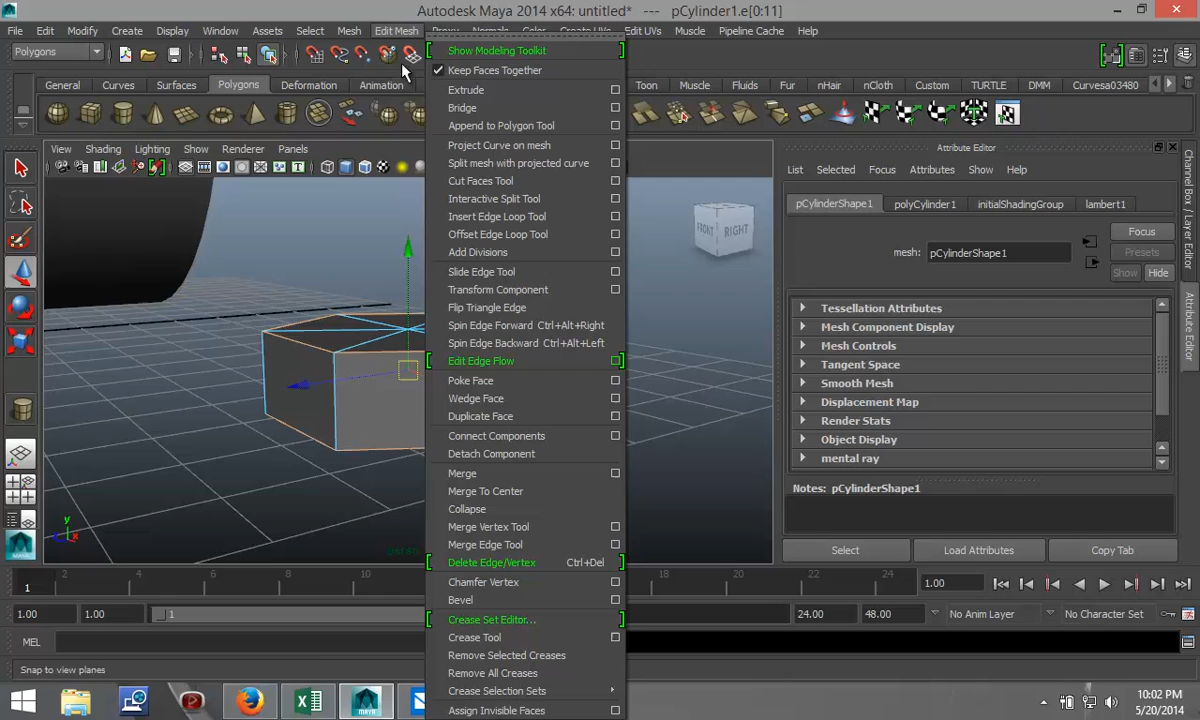 Autodesk Maya 2014 x64: untitled* --- pCylinder1.e[0:11]
File Edit Modify Create Display Window Assets Select Mesh Edit Mesh Proxy Normals Color Create UVs Edit UVs Muscle Pipeline Cache Help
Polygons
General Curves Surfaces Polygons Deformation Animation Toon Muscle Fluids Fur nHair nCloth Custom TURTLE DMM Curvesa03480
View Shading Lighting Show Renderer Panels
Show Modeling Toolkit
Keep Faces Together
Extrude
Bridge
Append to Polygon Tool
Project Curve on mesh
Split mesh with projected curve
Cut Faces Tool
Interactive Split Tool
Insert Edge Loop Tool
Offset Edge Loop Tool
Add Divisions
Slide Edge Tool
Transform Component
Flip Triangle Edge
Spin Edge Forward Ctrl+Alt+Right
Spin Edge Backward Ctrl+Alt+Left
Edit Edge Flow
Poke Face
Wedge Face
Duplicate Face
Connect Components
Detach Component
Merge
Merge To Center
Collapse
Merge Vertex Tool
Merge Edge Tool
Delete Edge/Vertex Ctrl+Del
Chamfer Vertex
Bevel
Crease Set Editor...
Crease Tool
Remove Selected Creases
Remove All Creases
Crease Selection Sets
Assign Invisible Faces
FRONT RIGHT
y
x
Attribute Editor
List Selected Focus Attributes Show Help
pCylinderShape1 polyCylinder1 initialShadingGroup lambert1
Focus
mesh: pCylinderShape1 Presets
Show Hide
Tessellation Attributes
Mesh Component Display
Mesh Controls
Tangent Space
Smooth Mesh
Displacement Map
Render Stats
Object Display
mental ray
Notes: pCylinderShape1
Select Load Attributes Copy Tab
Channel Box / Layer Editor
Attribute Editor
1 2 4 6 8 10 18 20 22 24 1.00
1.00 1.00 1 24.00 48.00 No Anim Layer No Character Set
MEL
Snap to view planes
10:02 PM
5/20/2014